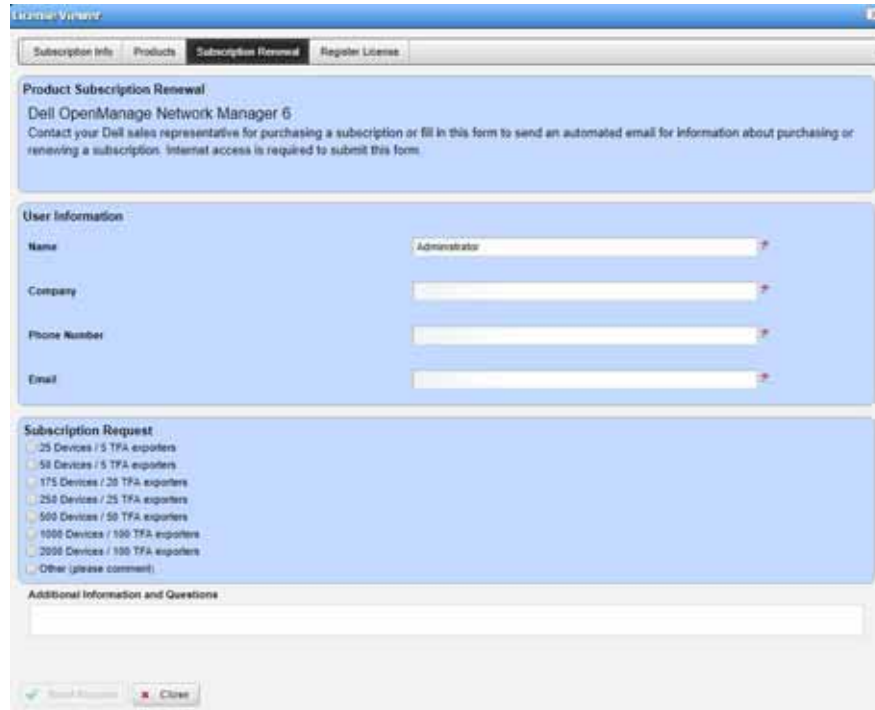 License Viewer
Subscription Info Products Subscription Renewal Register License
Product Subscription Renewal
Dell OpenManage Network Manager 6
Contact your Dell sales representative for purchasing a subscription or fill in this form to send an automated email for information about purchasing or
renewing a subscription. Internet access is required to submit this form.
User Information
Name Administrator
Company
Phone Number
Email
Subscription Request
25 Devices / 5 TFA exporters
50 Devices / 5 TFA exporters
175 Devices / 20 TFA exporters
250 Devices / 25 TFA exporters
500 Devices / 50 TFA exporters
1000 Devices / 100 TFA exporters
2000 Devices / 100 TFA exporters
Other (please comment)
Additional Information and Questions
Send Request Close